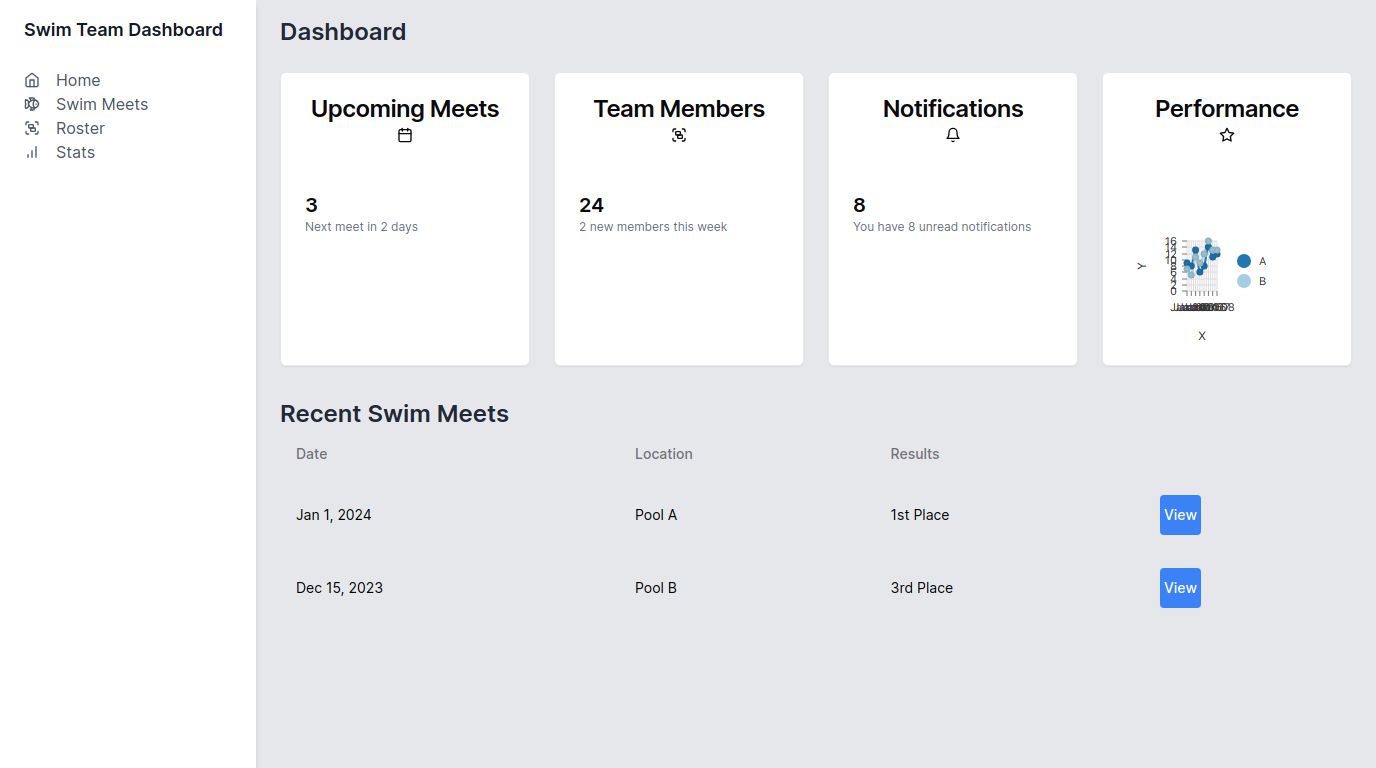 Swim Team Dashboard
Home
Swim Meets
Roster
Stats
Dashboard
Upcoming Meets
3
Next meet in 2 days
Team Members
24
2 new members this week
Notifications
8
You have 8 unread notifications
Performance
16
14
12
10
8
6
4
2
0
Y
X
A
B
Recent Swim Meets
Date Location Results
Jan 1, 2024 Pool A 1st Place View
Dec 15, 2023 Pool B 3rd Place View